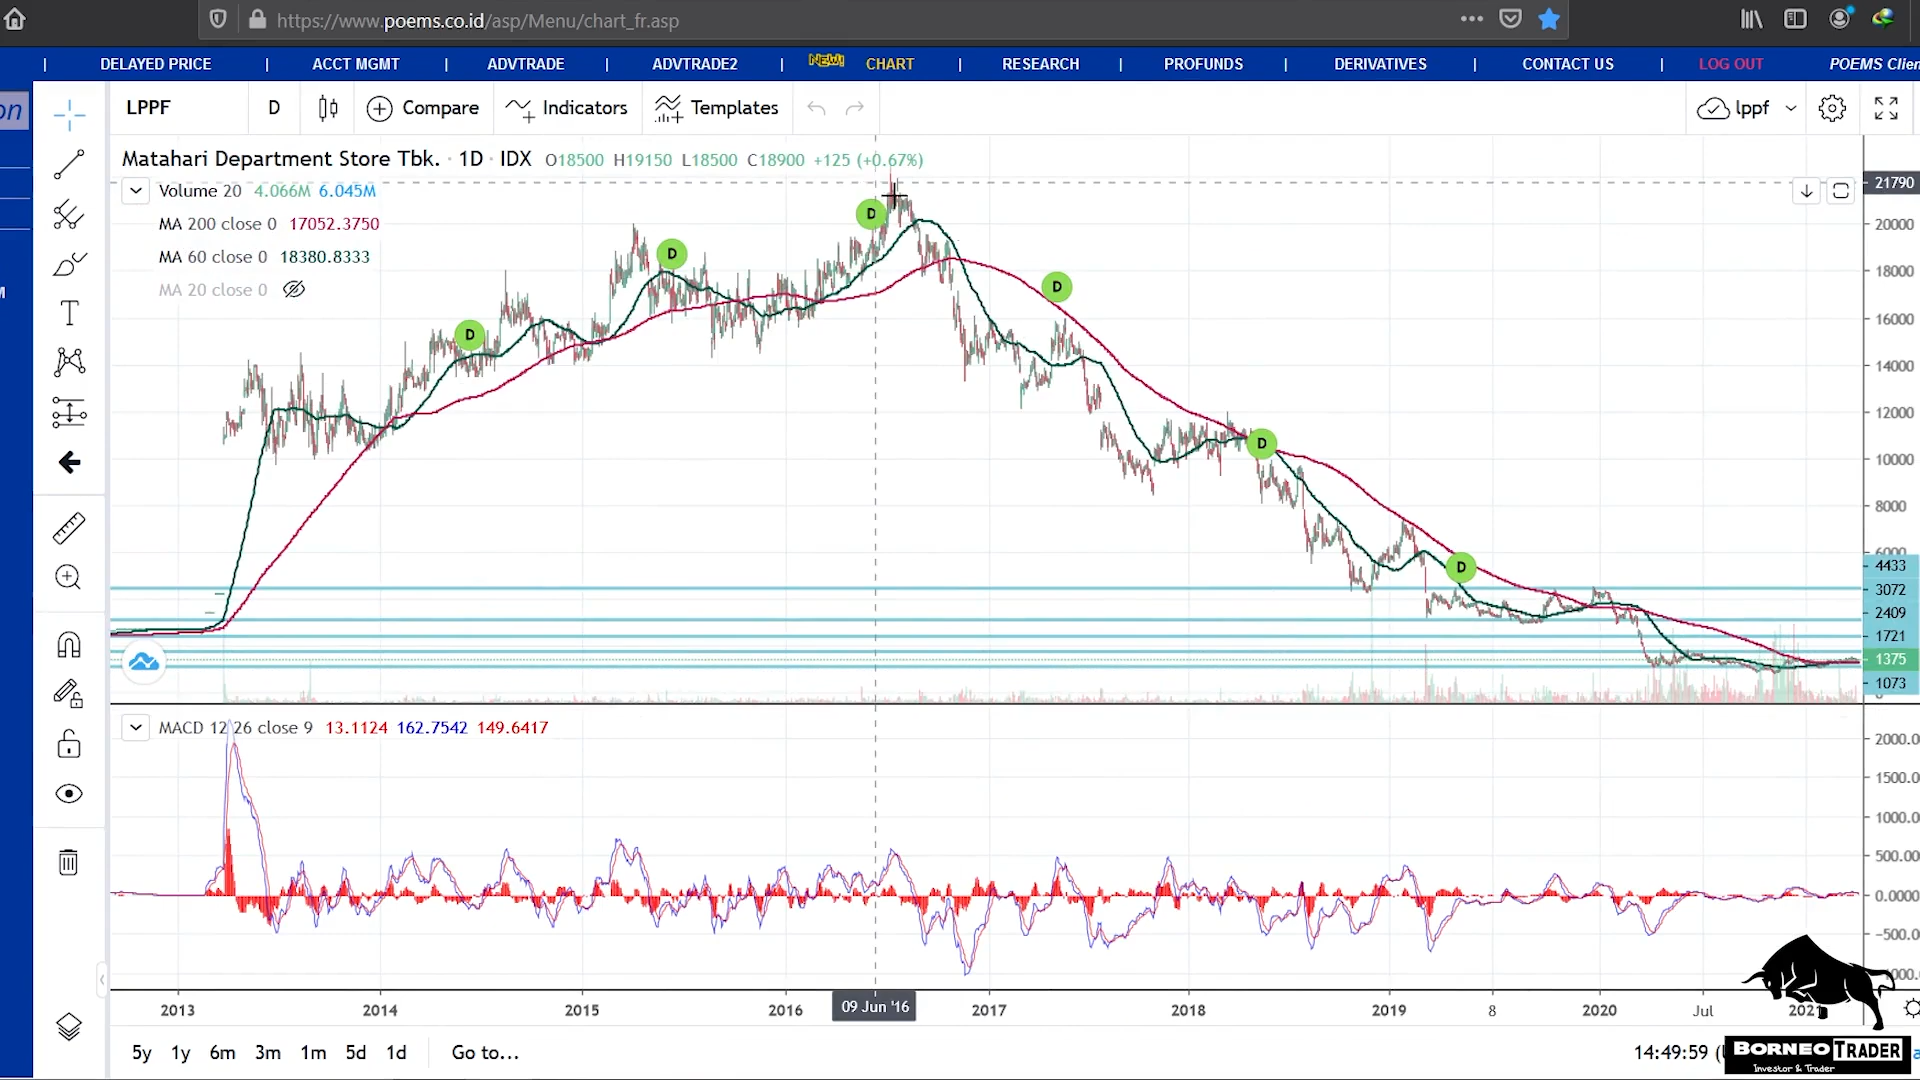 https://www.poems.co.id/asp/Menu/chart_fr.asp
| DELAYED PRICE | ACCT MGMT | ADVTRADE | ADVTRADE2 | NEW! CHART | RESEARCH | PROFUNDS | DERIVATIVES | CONTACT US | LOG OUT POEMS Clien
on
LPPF D Compare Indicators Templates lppf
Matahari Department Store Tbk. · 1D · IDX O18500 H19150 L18500 C18900 +125 (+0.67%)
Volume 20 4.066M 6.045M
MA 200 close 0 17052.3750
MA 60 close 0 18380.8333
MA 20 close 0
M
D
D
D
D
D
D
21790
20000
18000
16000
14000
12000
10000
8000
6000
4433
3072
2409
1721
1375
1073
MACD 12 26 close 9 13.1124 162.7542 149.6417
2000.0
1500.0
1000.0
500.00
0.0000
−500.0
2013 2014 2015 2016 09 Jun '16 2017 2018 2019 8 2020 Jul 2021
5y 1y 6m 3m 1m 5d 1d Go to...
14:49:59 (
BORNEO TRADER
Investor & Trader